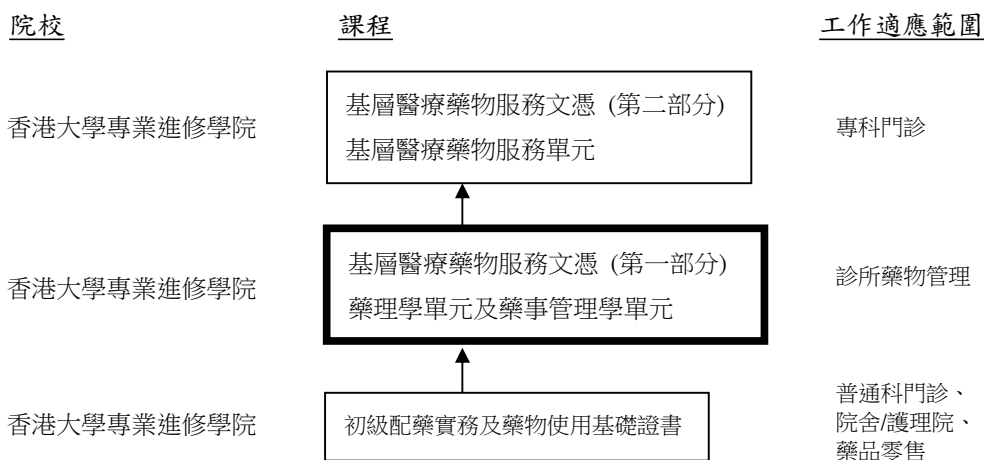 院校 課程 工作適應範圍
基層醫療藥物服務文憑 (第二部分)
香港大學專業進修學院 專科門診
基層醫療藥物服務單元
基層醫療藥物服務文憑 (第一部分)
香港大學專業進修學院 診所藥物管理
藥理學單元及藥事管理學單元
香港大學專業進修學院 初級配藥實務及藥物使用基礎證書
普通科門診、
院舍/護理院、
藥品零售